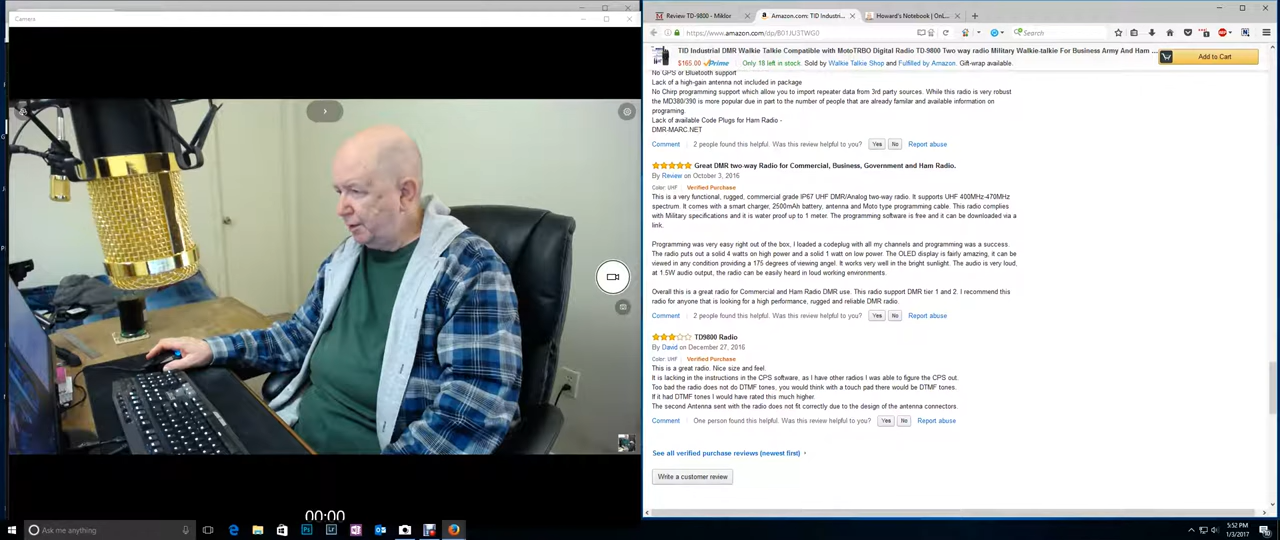 Camera
Review TD-9800 - Miklor
Amazon.com: TID Industri...
Howard's Notebook | OnL...
https://www.amazon.com/dp/B01IUSTWG0
Search
TID Industrial DMR Walkie Talkie Compatible with MotoTRBO Digital Radio TD-9800 Two way radio Military Walkie-talkie For Business Army And Ham ...
$165.00 Prime Only 18 left in stock. Sold by Walkie Talkie Shop and Fulfilled by Amazon. Gift-wrap available.
Add to Cart
No GPS or Bluetooth support
Lack of a high-gain antenna not included in package
No Chirp programming support which allow you to import repeater data from 3rd party sources. While this radio is very robust
the MD380/390 is more popular due in part to the number of people that are already familar and available information on
programing.
Lack of available Code Plugs for Ham Radio -
DMR-MARC.NET
Comment 2 people found this helpful. Was this review helpful to you? Yes No Report abuse
Great DMR two-way Radio for Commercial, Business, Government and Ham Radio.
By Review on October 3, 2016
Color: UHF Verified Purchase
This is a very functional, rugged, commercial grade IP67 UHF DMR/Analog two-way radio. It supports UHF 400MHz-470MHz
spectrum. It comes with a smart charger, 2500mAh battery, antenna and Moto type programming cable. This radio complies
with Military specifications and it is water proof up to 1 meter. The programming software is free and it can be downloaded via a
link.
Programming was very easy right out of the box, I loaded a codeplug with all my channels and programming was a success.
The radio puts out a solid 4 watts on high power and a solid 1 watt on low power. The OLED display is fairly amazing, it can be
viewed in any condition providing a 175 degrees of viewing angel. It works very well in the bright sunlight. The audio is very loud,
at 1.5W audio output, the radio can be easily heard in loud working environments.
Overall this is a great radio for Commercial and Ham Radio DMR use. This radio support DMR tier 1 and 2. I recommend this
radio for anyone that is looking for a high performance, rugged and reliable DMR radio.
Comment 2 people found this helpful. Was this review helpful to you? Yes No Report abuse
TD9800 Radio
By David on December 27, 2016
Color: UHF Verified Purchase
This is a great radio. Nice size and feel.
It is lacking in the instructions in the CPS software, as I have other radios I was able to figure the CPS out.
Too bad the radio does not do DTMF tones, you would think with a touch pad there would be DTMF tones.
If it had DTMF tones I would have rated this much higher.
The second Antenna sent with the radio does not fit correctly due to the design of the antenna connectors.
Comment One person found this helpful. Was this review helpful to you? Yes No Report abuse
See all verified purchase reviews (newest first)
Write a customer review
00:00
Ask me anything
5:52 PM
1/3/2017